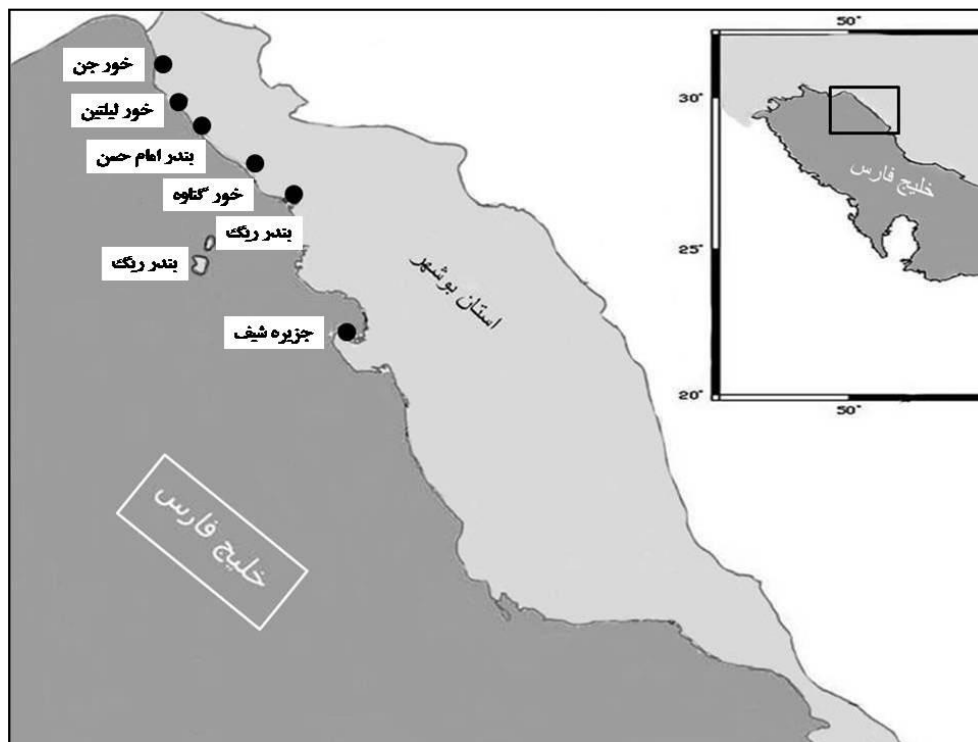 خور جن
خور لیلتین
بندر امام حسن
خور گناوه
بندر ریگ
بندر ریگ
جزیره شیف
استان بوشهر
خلیج فارس
50°
30°
25°
20°
50°
خلیج فارس